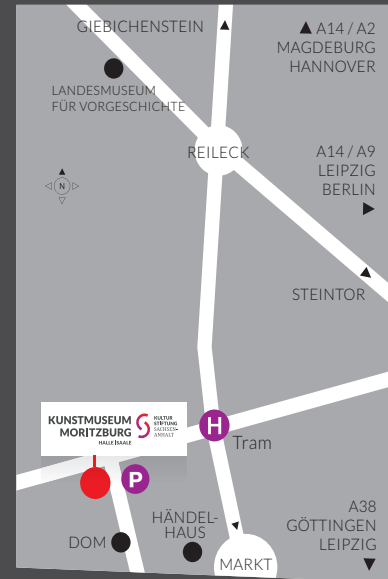 GIEBICHENSTEIN
A14 / A2
MAGDEBURG
HANNOVER
LANDESMUSEUM
FÜR VORGESCHICHTE
REILECK
A14 / A9
LEIPZIG
BERLIN
N
STEINTOR
KUNSTMUSEUM
MORITZBURG
HALLE|SAALE
KULTUR
STIFTUNG
SACHSEN–
ANHALT
H
Tram
P
A38
GÖTTINGEN
LEIPZIG
HÄNDEL-
HAUS
DOM
MARKT